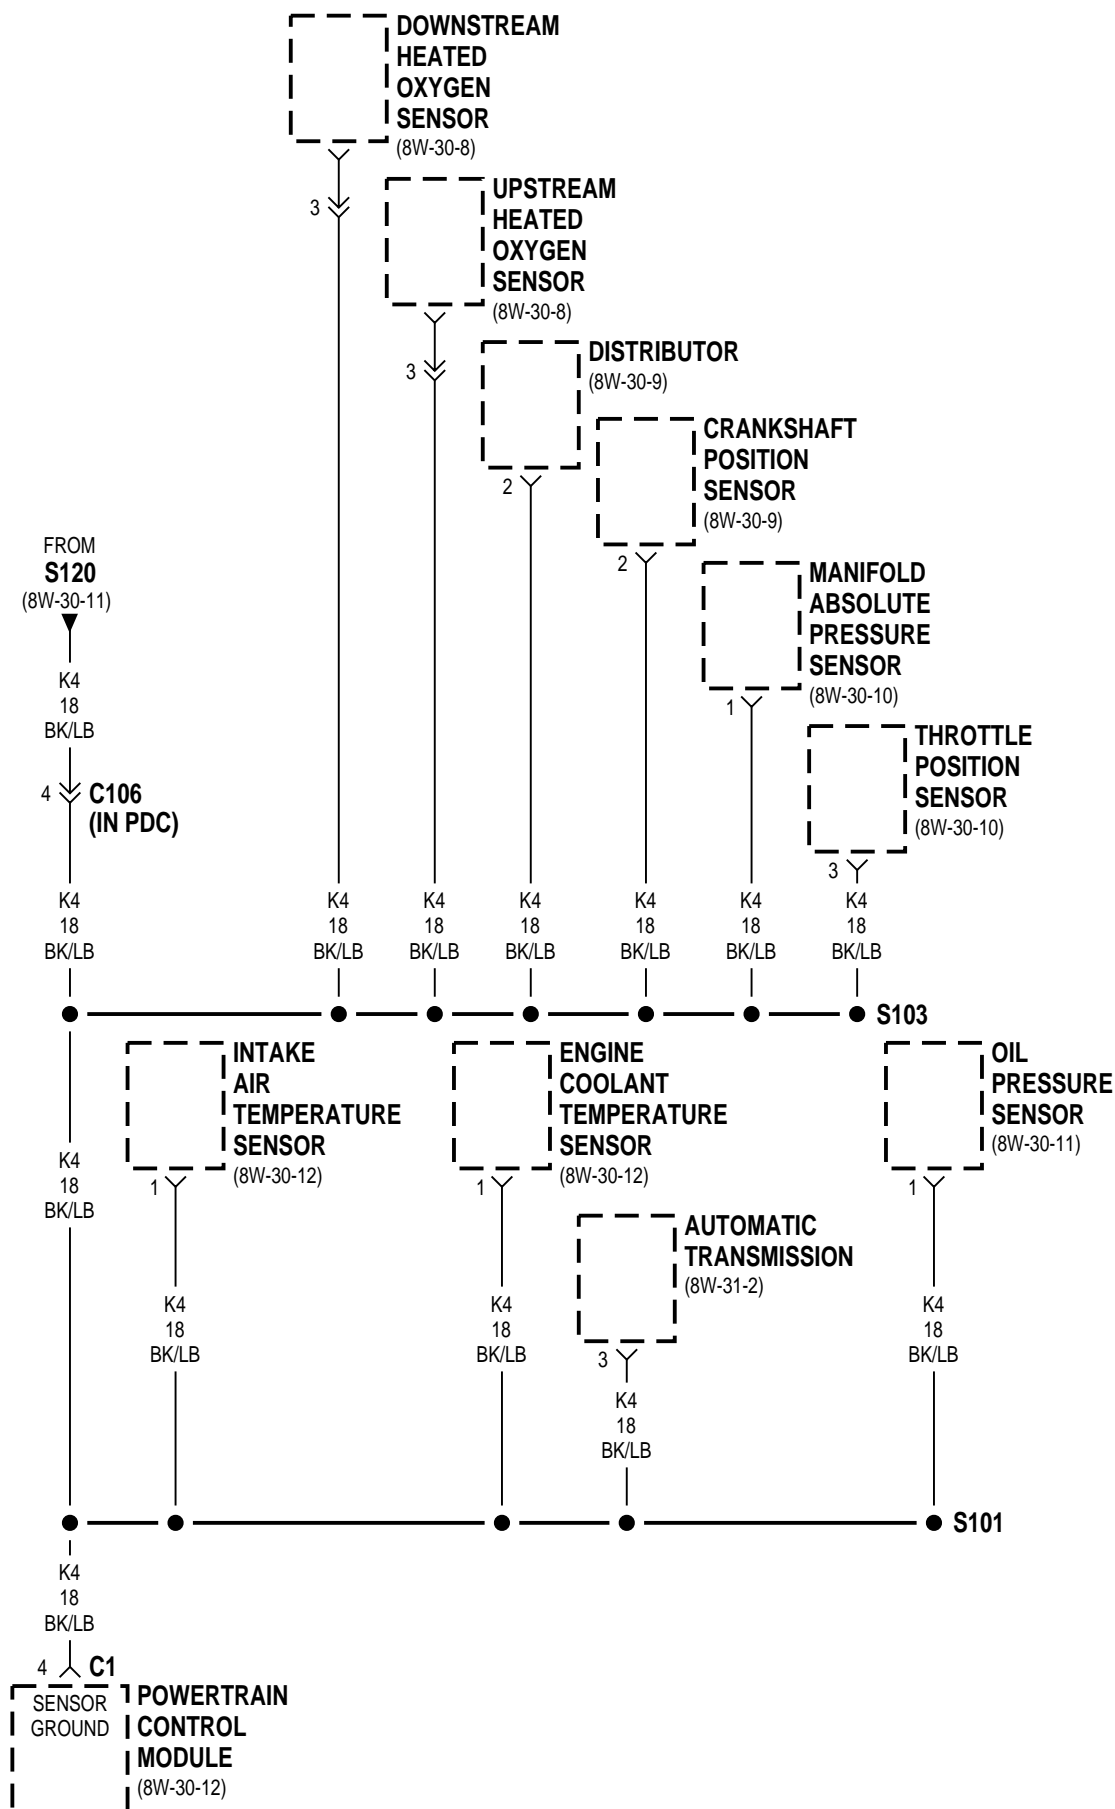 DOWNSTREAM
HEATED
OXYGEN
SENSOR
(8W-30-8)
3
UPSTREAM
HEATED
OXYGEN
SENSOR
(8W-30-8)
3
DISTRIBUTOR
(8W-30-9)
2
CRANKSHAFT
POSITION
SENSOR
(8W-30-9)
2
FROM
S120
(8W-30-11)
K4
18
BK/LB
4
C106
(IN PDC)
MANIFOLD
ABSOLUTE
PRESSURE
SENSOR
(8W-30-10)
1
THROTTLE
POSITION
SENSOR
(8W-30-10)
3
K4
18
BK/LB
K4
18
BK/LB
K4
18
BK/LB
K4
18
BK/LB
K4
18
BK/LB
K4
18
BK/LB
K4
18
BK/LB
S103
INTAKE
AIR
TEMPERATURE
SENSOR
(8W-30-12)
1
ENGINE
COOLANT
TEMPERATURE
SENSOR
(8W-30-12)
1
OIL
PRESSURE
SENSOR
(8W-30-11)
1
K4
18
BK/LB
AUTOMATIC
TRANSMISSION
(8W-31-2)
3
K4
18
BK/LB
K4
18
BK/LB
K4
18
BK/LB
K4
18
BK/LB
S101
K4
18
BK/LB
4
C1
SENSOR
GROUND
POWERTRAIN
CONTROL
MODULE
(8W-30-12)